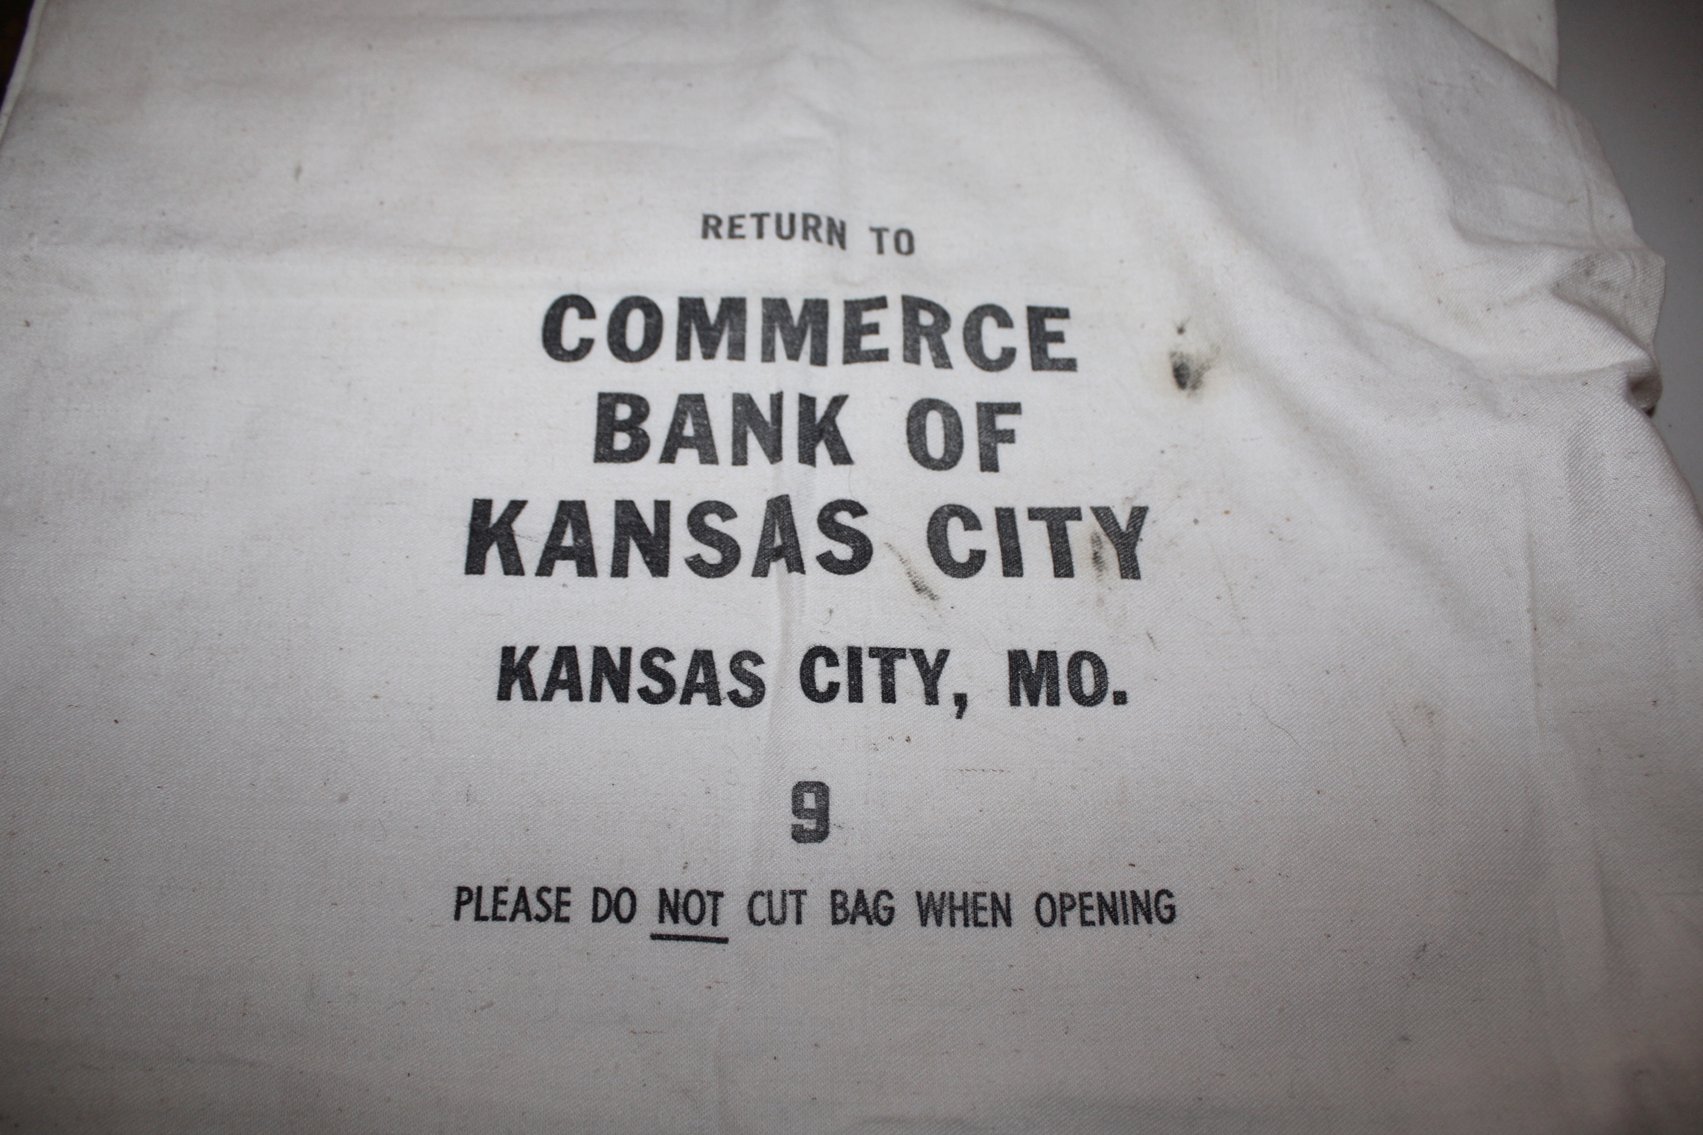 RETURN TO
COMMERCE
BANK OF
KANSAS CITY
KANSAS CITY, MO.
9
PLEASE DO NOT CUT BAG WHEN OPENING